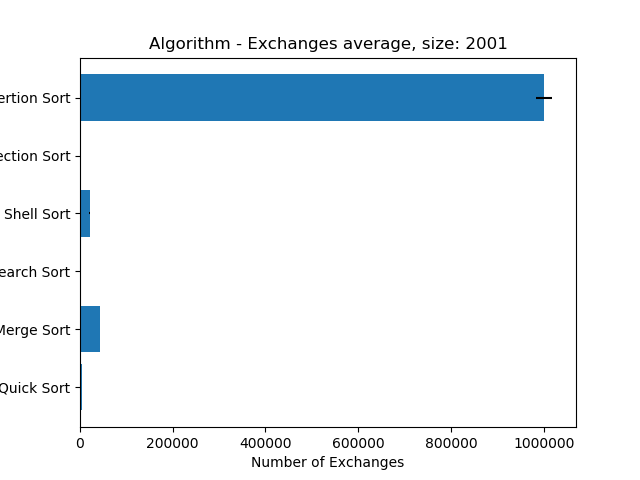 Algorithm - Exchanges average, size: 2001
ertion Sort
ection Sort
Shell Sort
earch Sort
Merge Sort
Quick Sort
0 200000 400000 600000 800000 1000000
Number of Exchanges